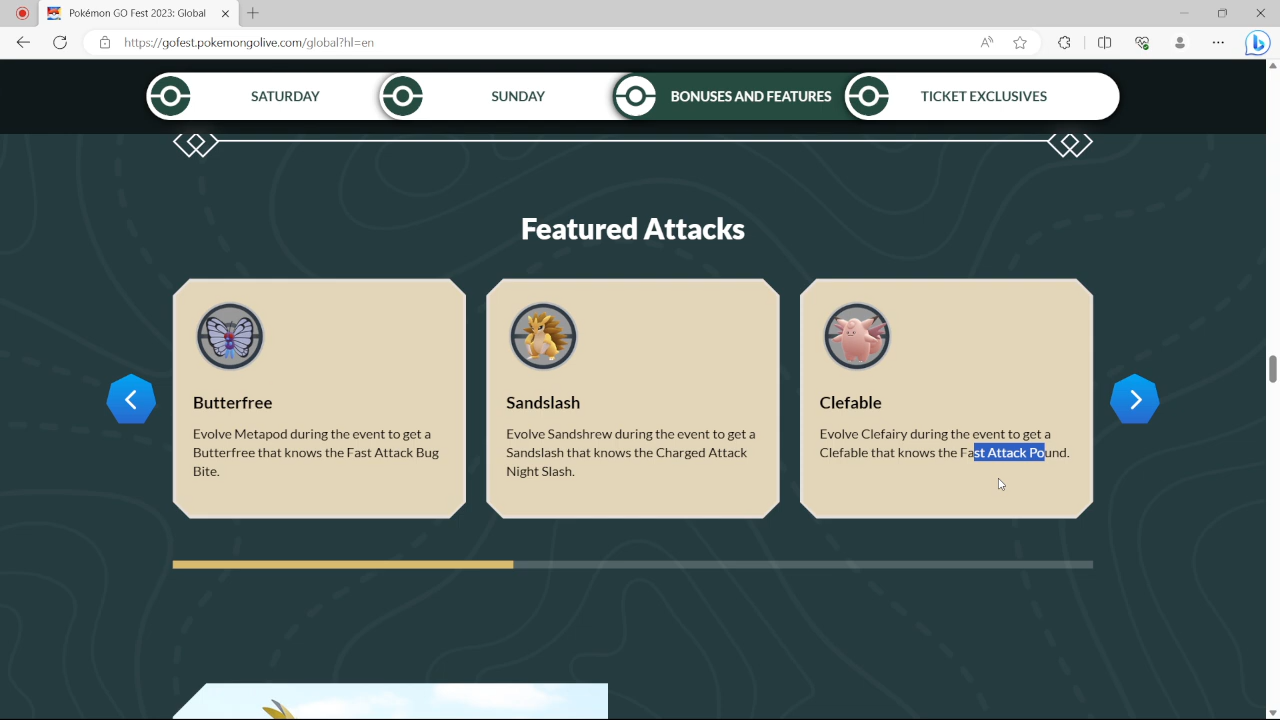 Pokémon GO Fest 2023: Global
https://gofest.pokemongolive.com/global?hl=en
SATURDAY
SUNDAY
BONUSES AND FEATURES
TICKET EXCLUSIVES
Featured Attacks
Butterfree
Evolve Metapod during the event to get a
Butterfree that knows the Fast Attack Bug
Bite.
Sandslash
Evolve Sandshrew during the event to get a
Sandslash that knows the Charged Attack
Night Slash.
Clefable
Evolve Clefairy during the event to get a
Clefable that knows the Fast Attack Pound.